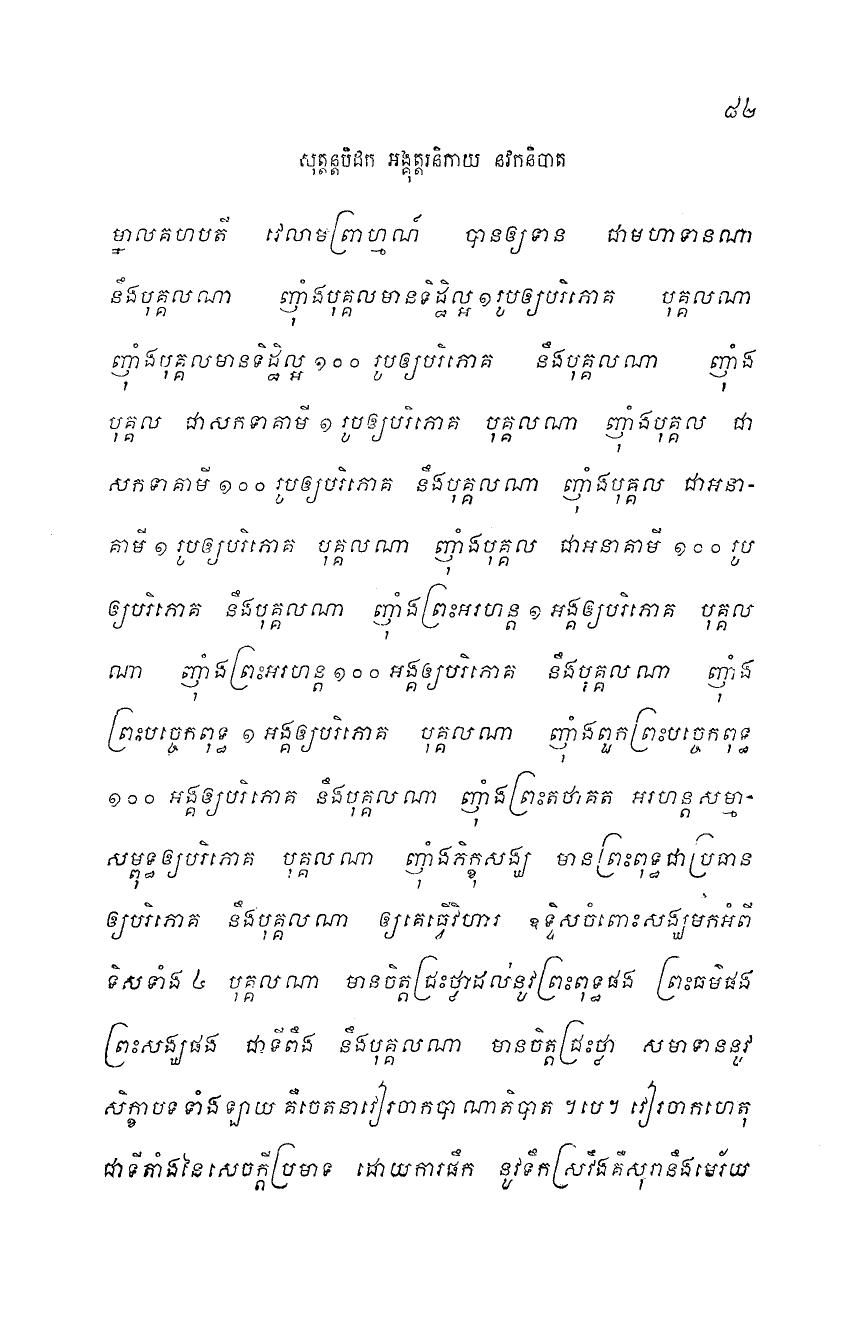 ៨២
សុត្តន្តបិដក អង្គុត្តរនិកាយ នវកនិបាត
ម្នាលគហបតី វេលាមព្រាហ្មណ៍ បានឲ្យទាន ជាមហាទានណា
នឹងបុគ្គលណា ញ៉ាំងបុគ្គលមានទិដ្ឋិល្អ ១ រូបឲ្យបរិភោគ បុគ្គលណា
ញ៉ាំងបុគ្គលមានទិដ្ឋិល្អ ១០០ រូបឲ្យបរិភោគ នឹងបុគ្គលណា ញ៉ាំង
បុគ្គល ជាសកទាគាមី ១ រូបឲ្យបរិភោគ បុគ្គលណា ញ៉ាំងបុគ្គល ជា
សកទាគាមី ១០០ រូបឲ្យបរិភោគ នឹងបុគ្គលណា ញ៉ាំងបុគ្គល ជាអនា-
គាមី ១ រូបឲ្យបរិភោគ បុគ្គលណា ញ៉ាំងបុគ្គល ជាអនាគាមី ១០០ រូប
ឲ្យបរិភោគ នឹងបុគ្គលណា ញ៉ាំងព្រះអរហន្ត ១ អង្គឲ្យបរិភោគ បុគ្គល
ណា ញ៉ាំងព្រះអរហន្ត ១០០ អង្គឲ្យបរិភោគ នឹងបុគ្គលណា ញ៉ាំង
ព្រះបច្ចេកពុទ្ធ ១ អង្គឲ្យបរិភោគ បុគ្គលណា ញ៉ាំងពួកព្រះបច្ចេកពុទ្ធ
១០០ អង្គឲ្យបរិភោគ នឹងបុគ្គលណា ញ៉ាំងព្រះតថាគត អរហន្តសម្មា-
សម្ពុទ្ធឲ្យបរិភោគ បុគ្គលណា ញ៉ាំងភិក្ខុសង្ឃ មានព្រះពុទ្ធជាប្រធាន
ឲ្យបរិភោគ នឹងបុគ្គលណា ឲ្យគេធ្វើវិហារ ឧទ្ទិសចំពោះសង្ឃមកអំពី
ទិសទាំង ៤ បុគ្គលណា មានចិត្តជ្រះថ្លាដល់នូវព្រះពុទ្ធផង ព្រះធម៌ផង
ព្រះសង្ឃផង ជាទីពឹង នឹងបុគ្គលណា មានចិត្តជ្រះថ្លា សមាទាននូវ
សិក្ខាបទទាំងឡាយ គឺចេតនាវៀរចាកបាណាតិបាត ។បេ។ វៀរចាកហេតុ
ជាទីតាំងនៃសេចក្តីប្រមាទ ដោយការផឹក នូវទឹកស្រវឹងគឺសុរានឹងមេរ័យ